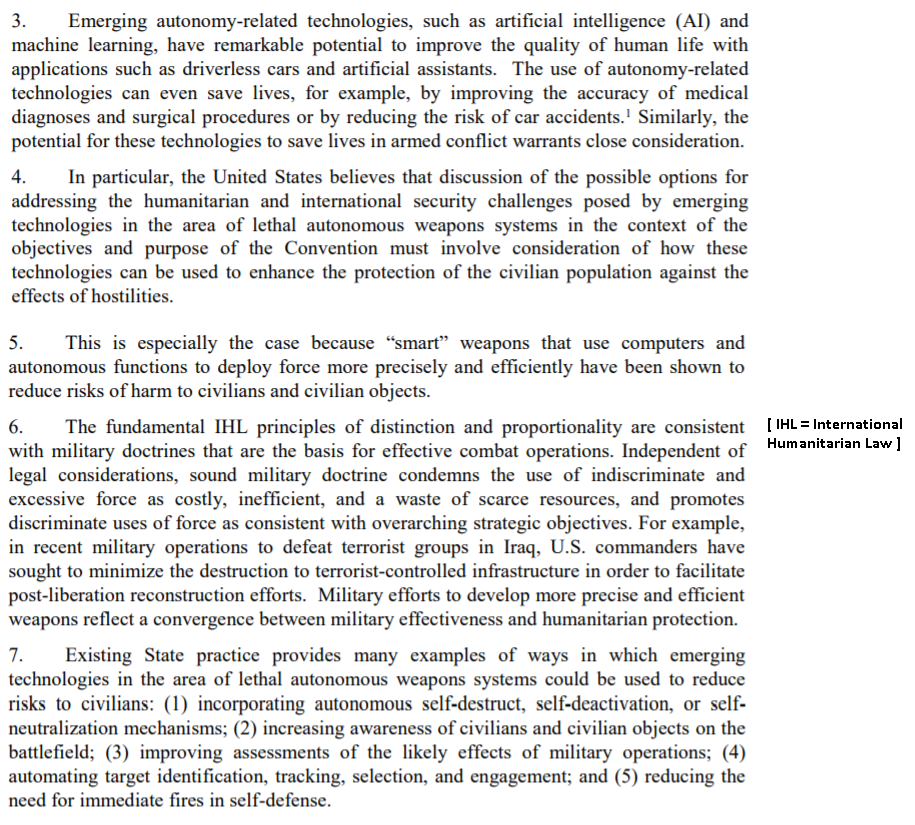 3. Emerging autonomy-related technologies, such as artificial intelligence (AI) and
machine learning, have remarkable potential to improve the quality of human life with
applications such as driverless cars and artificial assistants. The use of autonomy-related
technologies can even save lives, for example, by improving the accuracy of medical
diagnoses and surgical procedures or by reducing the risk of car accidents.¹ Similarly, the
potential for these technologies to save lives in armed conflict warrants close consideration.
4. In particular, the United States believes that discussion of the possible options for
addressing the humanitarian and international security challenges posed by emerging
technologies in the area of lethal autonomous weapons systems in the context of the
objectives and purpose of the Convention must involve consideration of how these
technologies can be used to enhance the protection of the civilian population against the
effects of hostilities.
5. This is especially the case because “smart” weapons that use computers and
autonomous functions to deploy force more precisely and efficiently have been shown to
reduce risks of harm to civilians and civilian objects.
6. The fundamental IHL principles of distinction and proportionality are consistent
with military doctrines that are the basis for effective combat operations. Independent of
legal considerations, sound military doctrine condemns the use of indiscriminate and
excessive force as costly, inefficient, and a waste of scarce resources, and promotes
discriminate uses of force as consistent with overarching strategic objectives. For example,
in recent military operations to defeat terrorist groups in Iraq, U.S. commanders have
sought to minimize the destruction to terrorist-controlled infrastructure in order to facilitate
post-liberation reconstruction efforts. Military efforts to develop more precise and efficient
weapons reflect a convergence between military effectiveness and humanitarian protection.
[ IHL = International
Humanitarian Law ]
7. Existing State practice provides many examples of ways in which emerging
technologies in the area of lethal autonomous weapons systems could be used to reduce
risks to civilians: (1) incorporating autonomous self-destruct, self-deactivation, or self-
neutralization mechanisms; (2) increasing awareness of civilians and civilian objects on the
battlefield; (3) improving assessments of the likely effects of military operations; (4)
automating target identification, tracking, selection, and engagement; and (5) reducing the
need for immediate fires in self-defense.